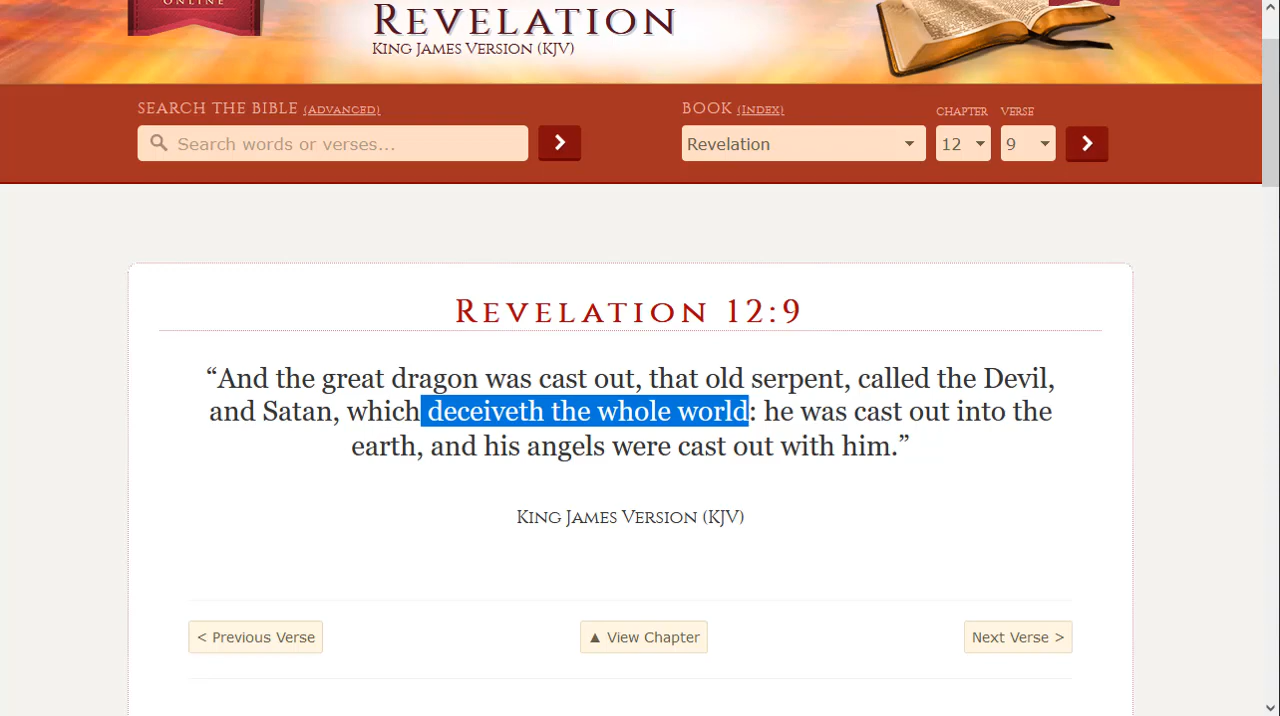 ONLINE
Revelation
King James Version (KJV)
Search the Bible (Advanced)
Book (Index)
Chapter
Verse
Search words or verses...
Revelation
12
9
Revelation 12:9
“And the great dragon was cast out, that old serpent, called the Devil,
and Satan, which deceiveth the whole world: he was cast out into the
earth, and his angels were cast out with him.”
King James Version (KJV)
< Previous Verse
▲ View Chapter
Next Verse >